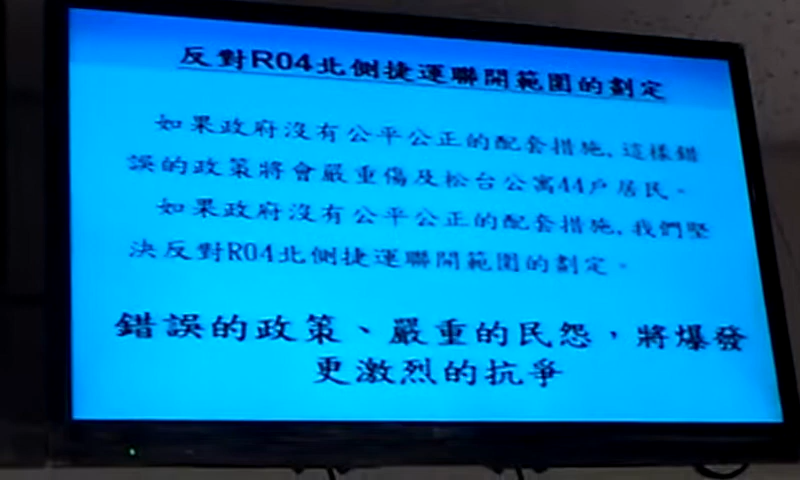 反對R04北側捷運聯開範圍的劃定
如果政府沒有公平公正的配套措施,這樣錯
誤的政策將會嚴重傷及松台公寓44戶居民。
如果政府沒有公平公正的配套措施,我們堅
決反對R04北側捷運聯開範圍的劃定。
錯誤的政策、嚴重的民怨,將爆發
更激烈的抗爭